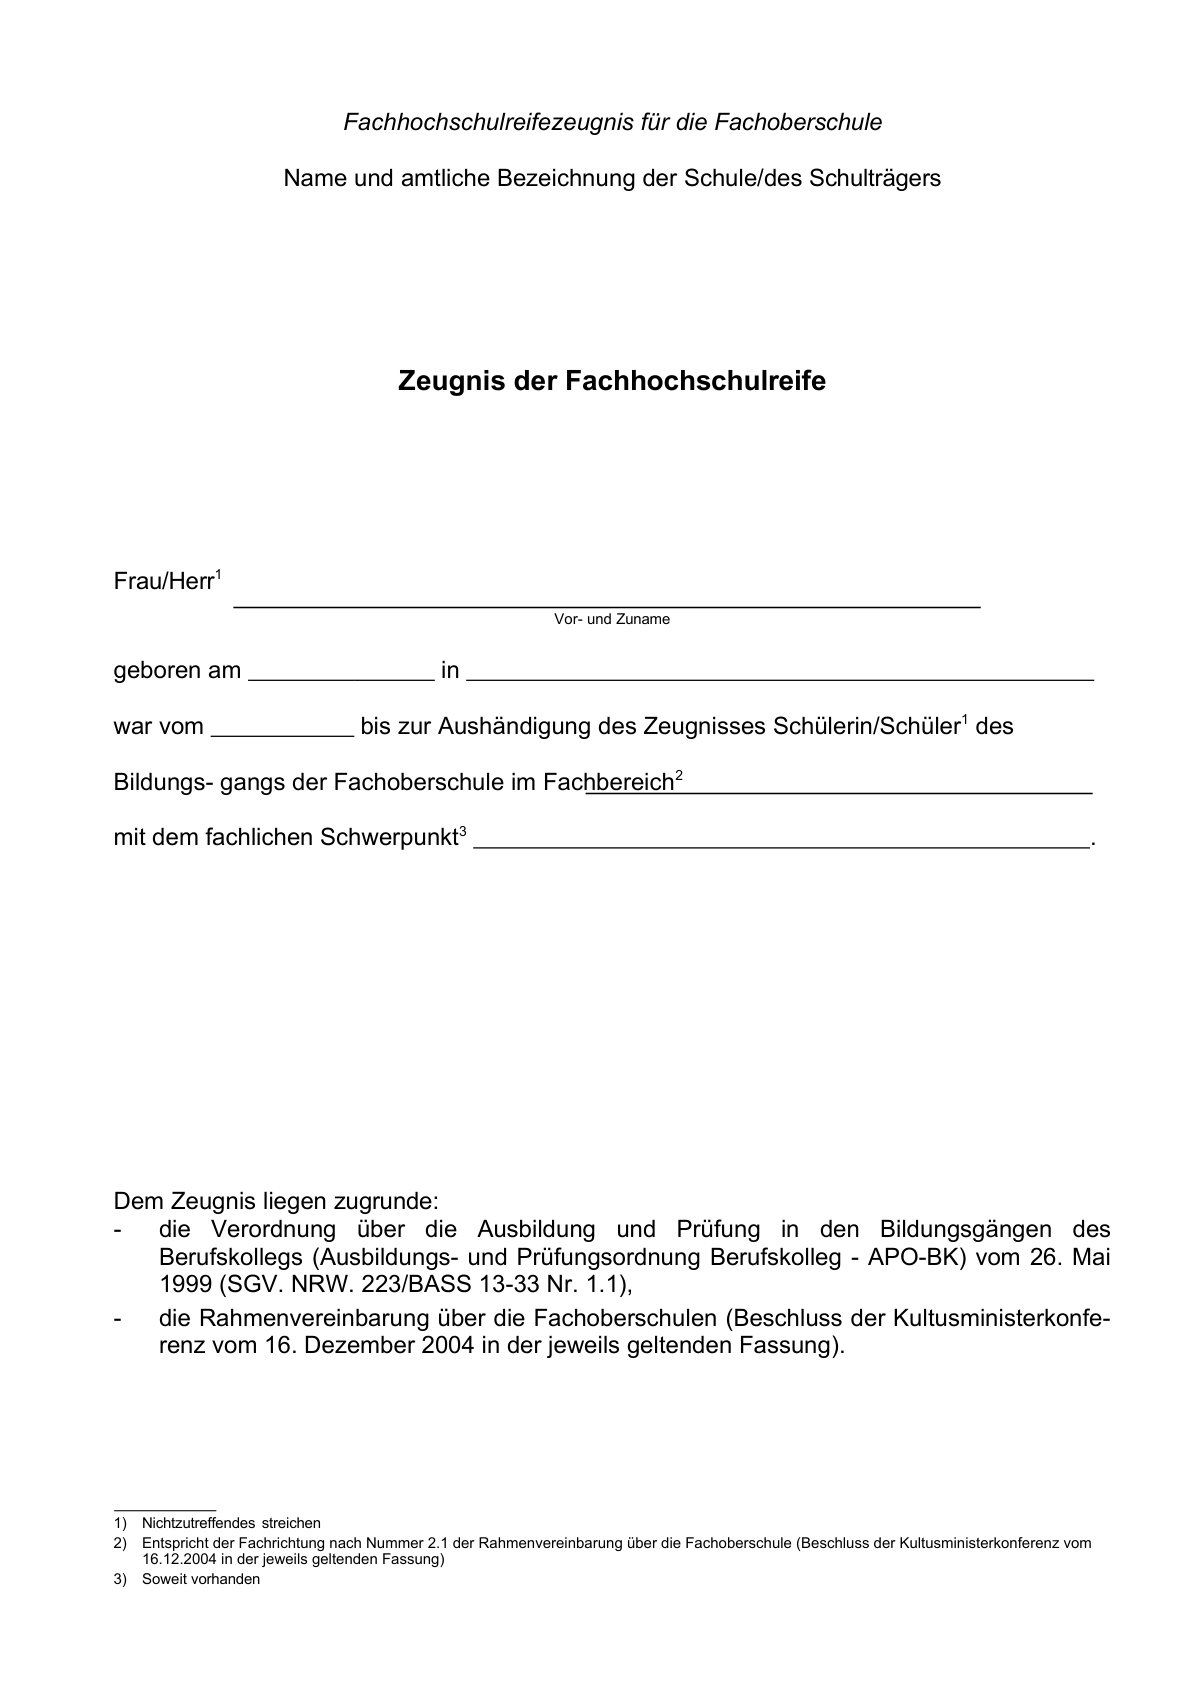 Fachhochschulreifezeugnis für die Fachoberschule
Name und amtliche Bezeichnung der Schule/des Schulträgers
Zeugnis der Fachhochschulreife
Frau/Herr1
Vor- und Zuname
geboren am ______________ in ______________________________________________
war vom ___________ bis zur Aushändigung des Zeugnisses Schülerin/Schüler1 des
Bildungs- gangs der Fachoberschule im Fachbereich2
mit dem fachlichen Schwerpunkt3 ______________________________________________.
Dem Zeugnis liegen zugrunde:
- die Verordnung über die Ausbildung und Prüfung in den Bildungsgängen des
Berufskollegs (Ausbildungs- und Prüfungsordnung Berufskolleg - APO-BK) vom 26. Mai
1999 (SGV. NRW. 223/BASS 13-33 Nr. 1.1),
- die Rahmenvereinbarung über die Fachoberschulen (Beschluss der Kultusministerkonfe-
renz vom 16. Dezember 2004 in der jeweils geltenden Fassung).
1) Nichtzutreffendes streichen
2) Entspricht der Fachrichtung nach Nummer 2.1 der Rahmenvereinbarung über die Fachoberschule (Beschluss der Kultusministerkonferenz vom
16.12.2004 in der jeweils geltenden Fassung)
3) Soweit vorhanden